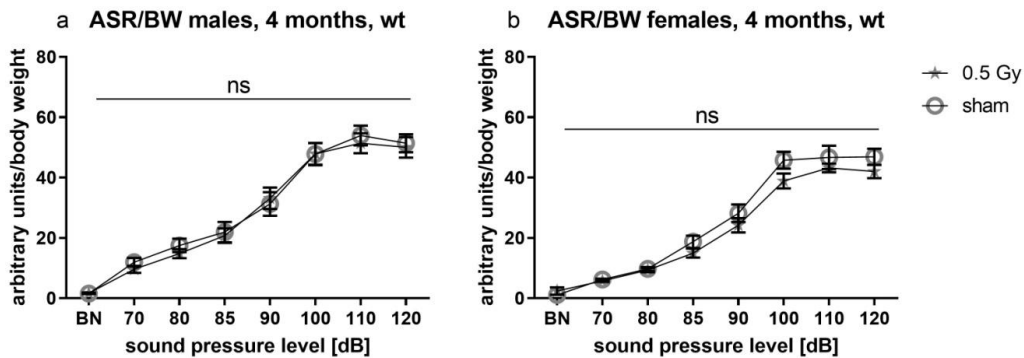 a ASR/BW males, 4 months, wt
arbitrary units/body weight
80
60
40
20
0
ns
BN 70 80 85 90 100 110 120
sound pressure level [dB]
b ASR/BW females, 4 months, wt
arbitrary units/body weight
80
60
40
20
0
ns
BN 70 80 85 90 100 110 120
sound pressure level [dB]
0.5 Gy
sham